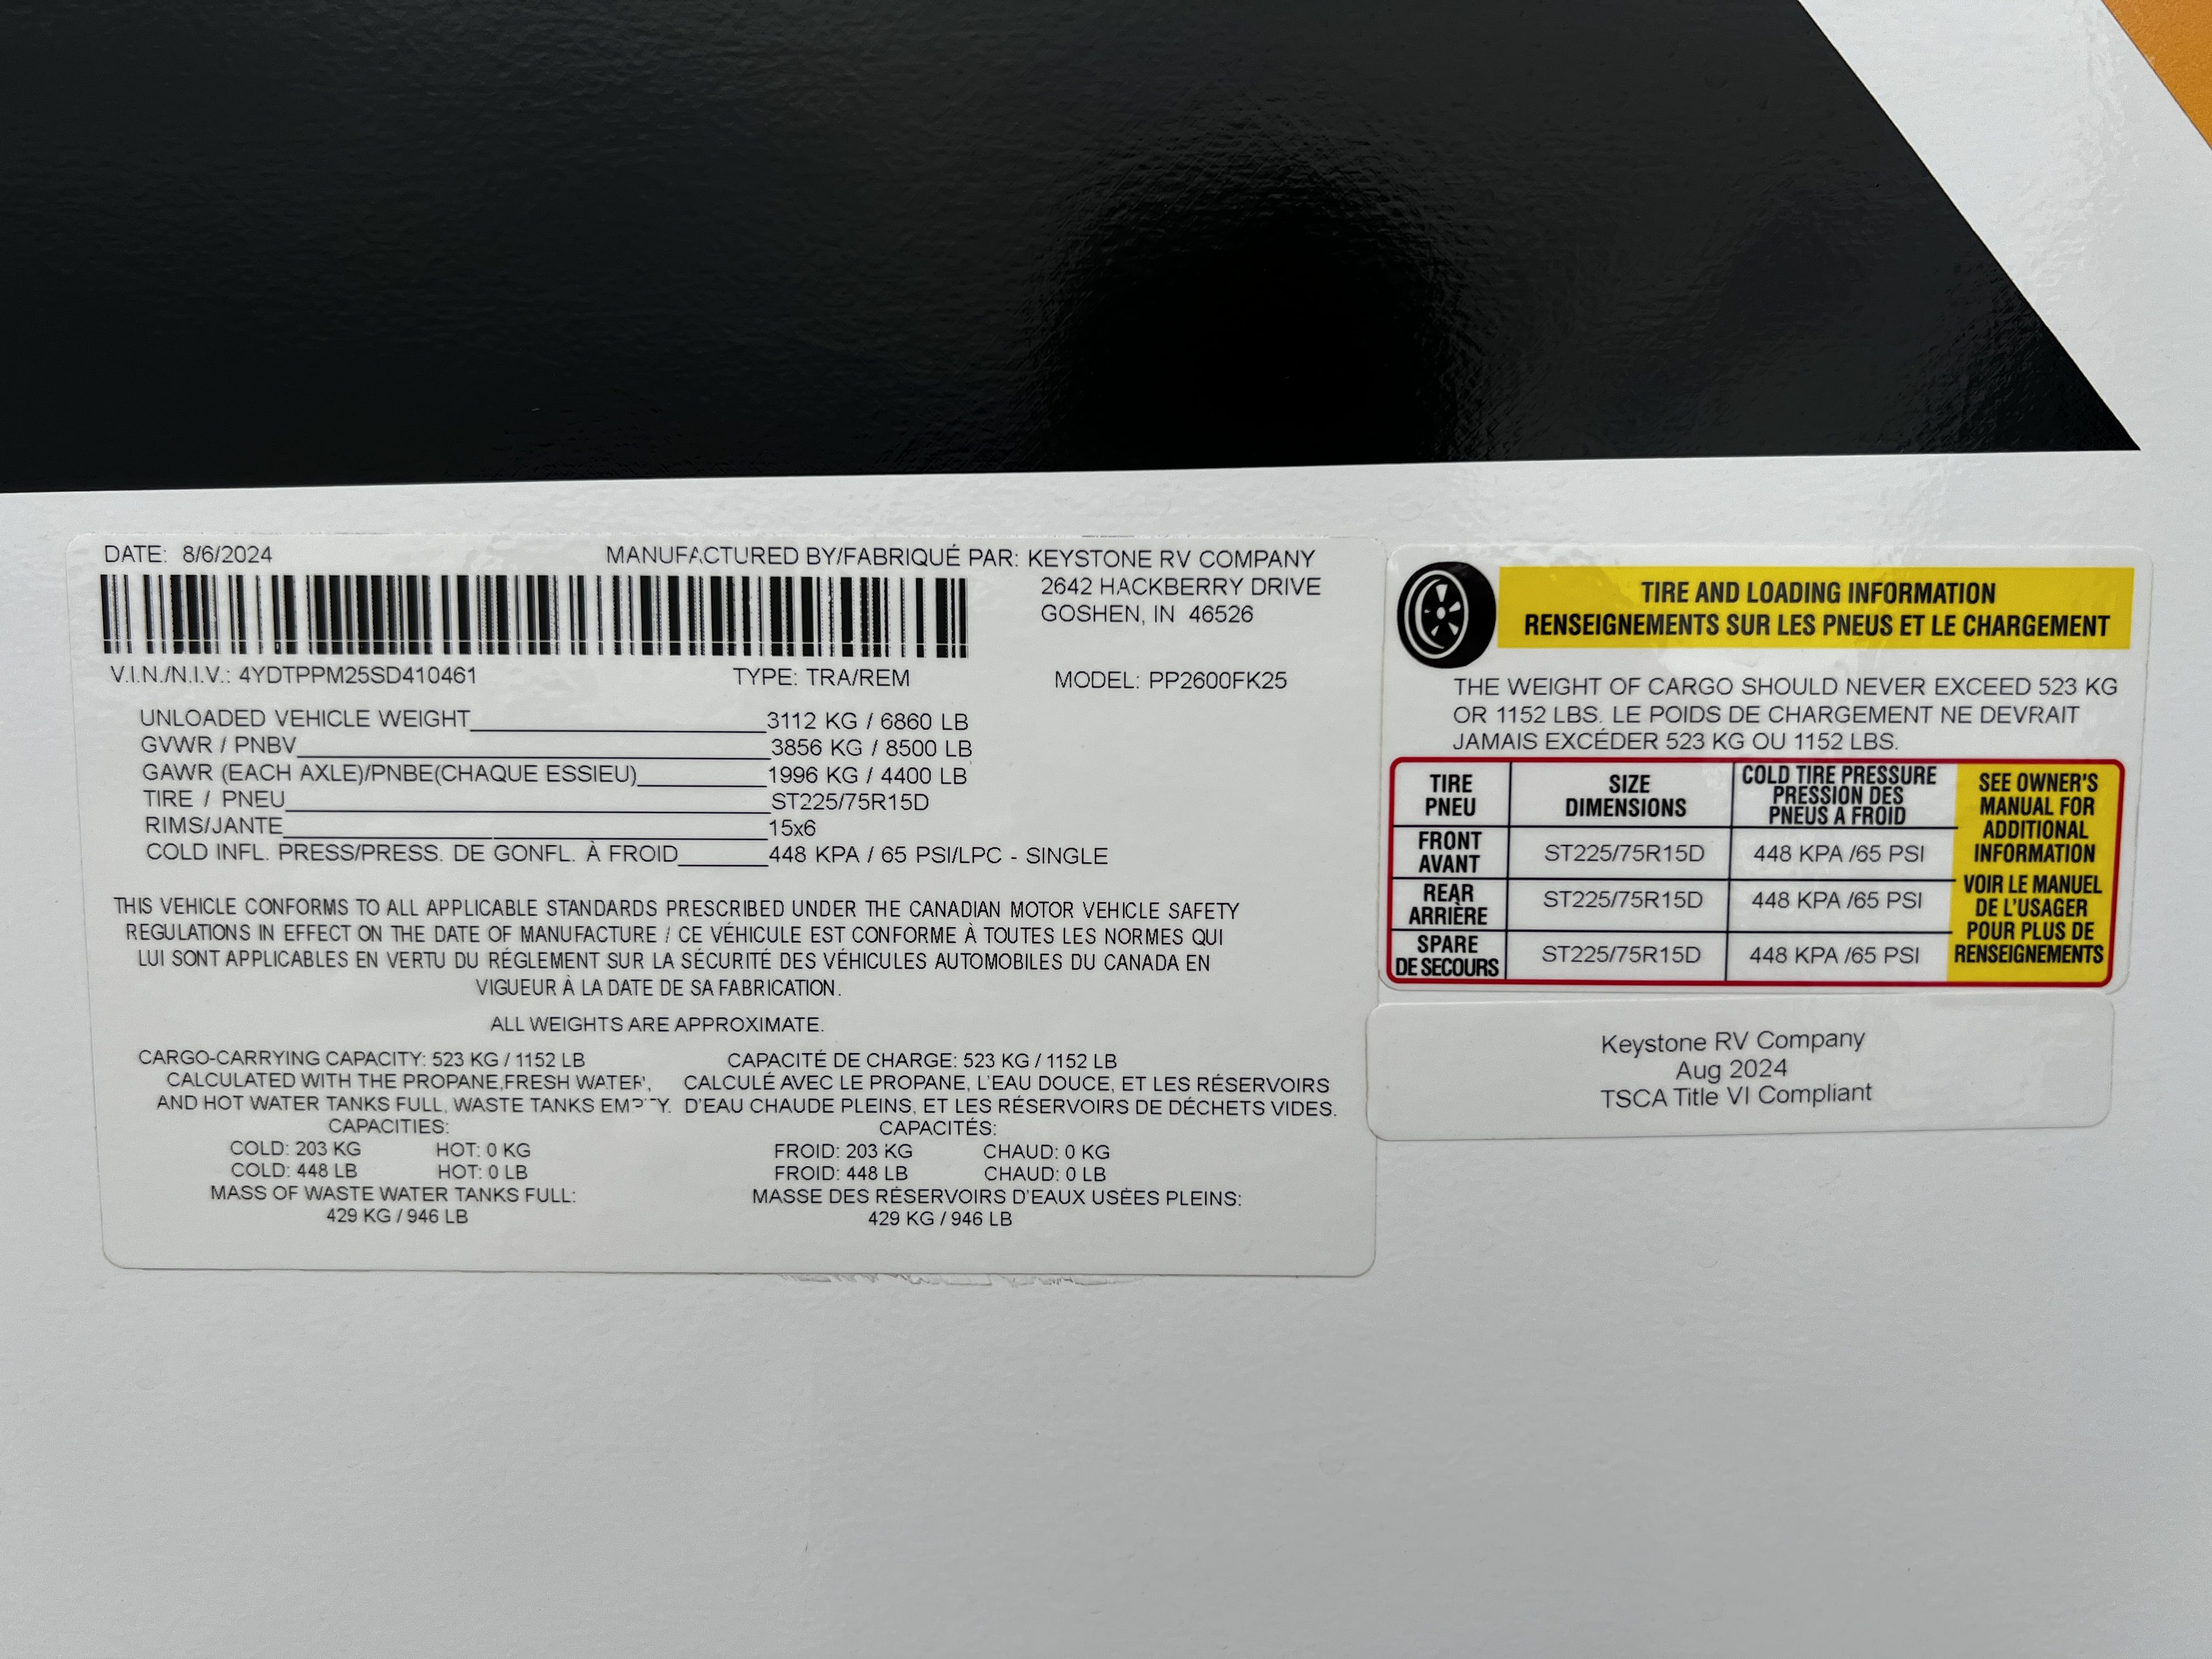 DATE: 8/6/2024
MANUFACTURED BY/FABRIQUÉ PAR: KEYSTONE RV COMPANY
2642 HACKBERRY DRIVE
GOSHEN, IN 46526
V.I.N./N.I.V.: 4YDTPPM25SD410461 TYPE: TRA/REM MODEL: PP2600FK25
UNLOADED VEHICLE WEIGHT 3112 KG / 6860 LB
GVWR / PNBV 3856 KG / 8500 LB
GAWR (EACH AXLE)/PNBE(CHAQUE ESSIEU) 1996 KG / 4400 LB
TIRE / PNEU ST225/75R15D
RIMS/JANTE 15x6
COLD INFL. PRESS/PRESS. DE GONFL. À FROID 448 KPA / 65 PSI/LPC - SINGLE
THIS VEHICLE CONFORMS TO ALL APPLICABLE STANDARDS PRESCRIBED UNDER THE CANADIAN MOTOR VEHICLE SAFETY
REGULATIONS IN EFFECT ON THE DATE OF MANUFACTURE / CE VÉHICULE EST CONFORME À TOUTES LES NORMES QUI
LUI SONT APPLICABLES EN VERTU DU RÉGLEMENT SUR LA SÉCURITÉ DES VÉHICULES AUTOMOBILES DU CANADA EN
VIGUEUR À LA DATE DE SA FABRICATION.
ALL WEIGHTS ARE APPROXIMATE.
CARGO-CARRYING CAPACITY: 523 KG / 1152 LB
CALCULATED WITH THE PROPANE,FRESH WATER,
AND HOT WATER TANKS FULL, WASTE TANKS EMPTY.
CAPACITIES:
COLD: 203 KG HOT: 0 KG
COLD: 448 LB HOT: 0 LB
MASS OF WASTE WATER TANKS FULL:
429 KG / 946 LB
CAPACITÉ DE CHARGE: 523 KG / 1152 LB
CALCULÉ AVEC LE PROPANE, L'EAU DOUCE, ET LES RÉSERVOIRS
D'EAU CHAUDE PLEINS, ET LES RÉSERVOIRS DE DÉCHETS VIDES.
CAPACITÉS:
FROID: 203 KG CHAUD: 0 KG
FROID: 448 LB CHAUD: 0 LB
MASSE DES RÉSERVOIRS D'EAUX USÉES PLEINS:
429 KG / 946 LB
TIRE AND LOADING INFORMATION
RENSEIGNEMENTS SUR LES PNEUS ET LE CHARGEMENT
THE WEIGHT OF CARGO SHOULD NEVER EXCEED 523 KG
OR 1152 LBS. LE POIDS DE CHARGEMENT NE DEVRAIT
JAMAIS EXCÉDER 523 KG OU 1152 LBS.
TIRE
PNEU
SIZE
DIMENSIONS
COLD TIRE PRESSURE
PRESSION DES
PNEUS A FROID
FRONT
AVANT
ST225/75R15D 448 KPA /65 PSI
REAR
ARRIÈRE
ST225/75R15D 448 KPA /65 PSI
SPARE
DE SECOURS
ST225/75R15D 448 KPA /65 PSI
SEE OWNER'S
MANUAL FOR
ADDITIONAL
INFORMATION
VOIR LE MANUEL
DE L'USAGER
POUR PLUS DE
RENSEIGNEMENTS
Keystone RV Company
Aug 2024
TSCA Title VI Compliant